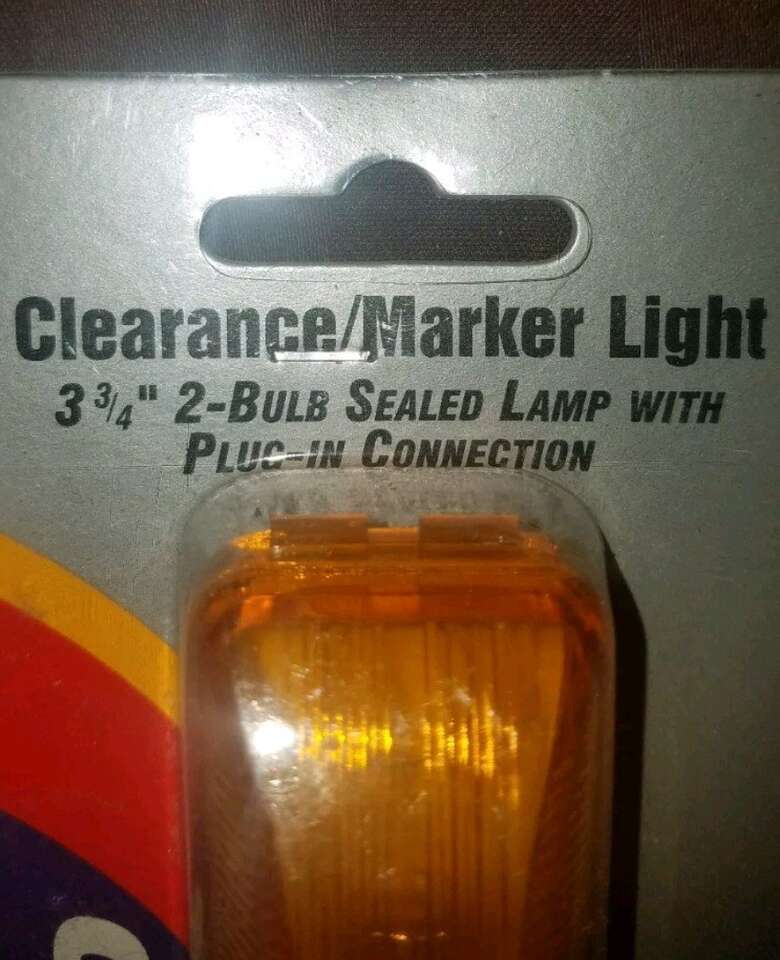 Clearance/Marker Light
3 3/4" 2-BULB SEALED LAMP WITH
PLUG-IN CONNECTION